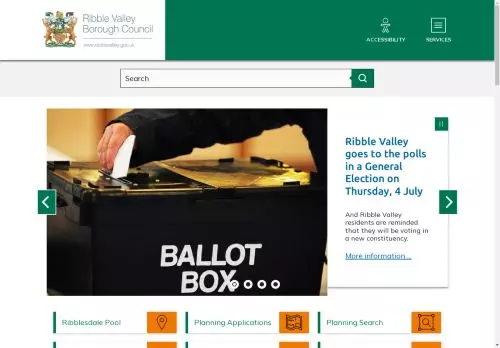 Ribble Valley
Borough Council
www.ribblevalley.gov.uk
ACCESSIBILITY
SERVICES
Search
Ribble Valley
goes to the polls
in a General
Election on
Thursday, 4 July
And Ribble Valley
residents are reminded
that they will be voting in
a new constituency.
More information...
BALLOT
BOX
Ribblesdale Pool
Planning Applications
Planning Search